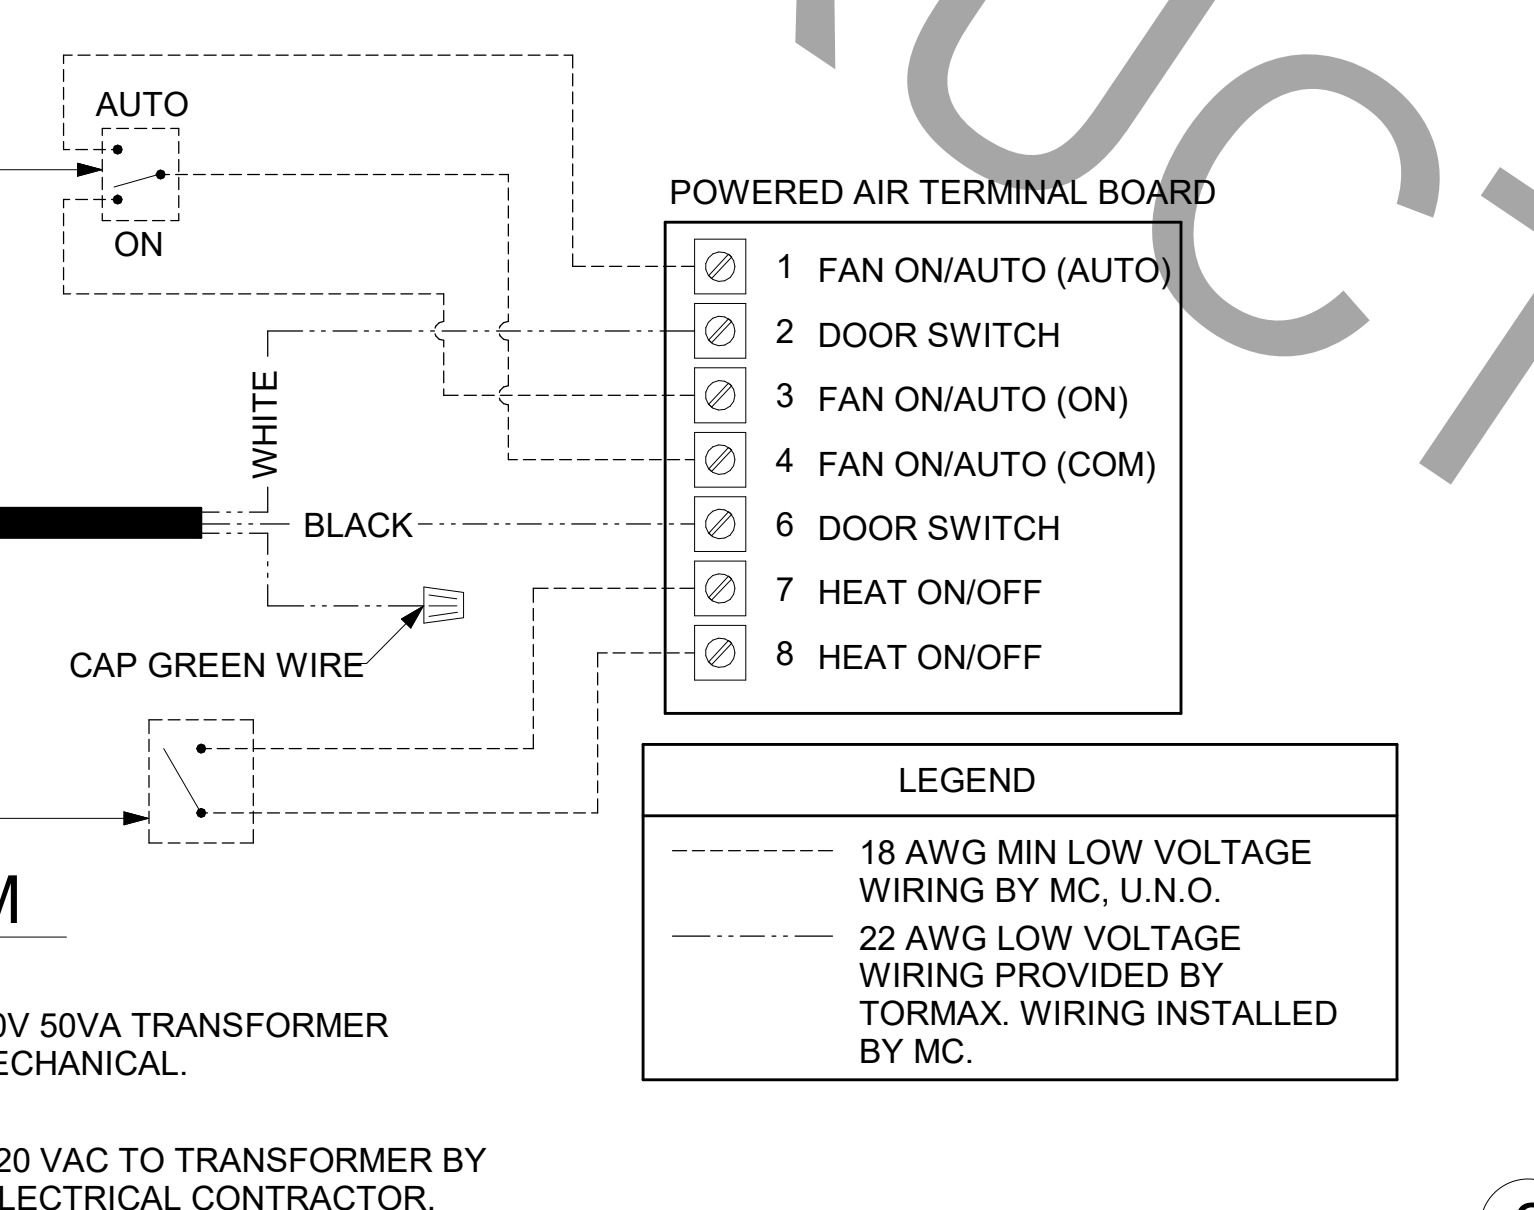 AUTO
ON
POWERED AIR TERMINAL BOARD
1 FAN ON/AUTO (AUTO)
2 DOOR SWITCH
3 FAN ON/AUTO (ON)
4 FAN ON/AUTO (COM)
6 DOOR SWITCH
7 HEAT ON/OFF
8 HEAT ON/OFF
WHITE
BLACK
CAP GREEN WIRE
LEGEND
18 AWG MIN LOW VOLTAGE
WIRING BY MC, U.N.O.
22 AWG LOW VOLTAGE
WIRING PROVIDED BY
TORMAX. WIRING INSTALLED
BY MC.
M
0V 50VA TRANSFORMER
ECHANICAL.
20 VAC TO TRANSFORMER BY
LECTRICAL CONTRACTOR.
UCT